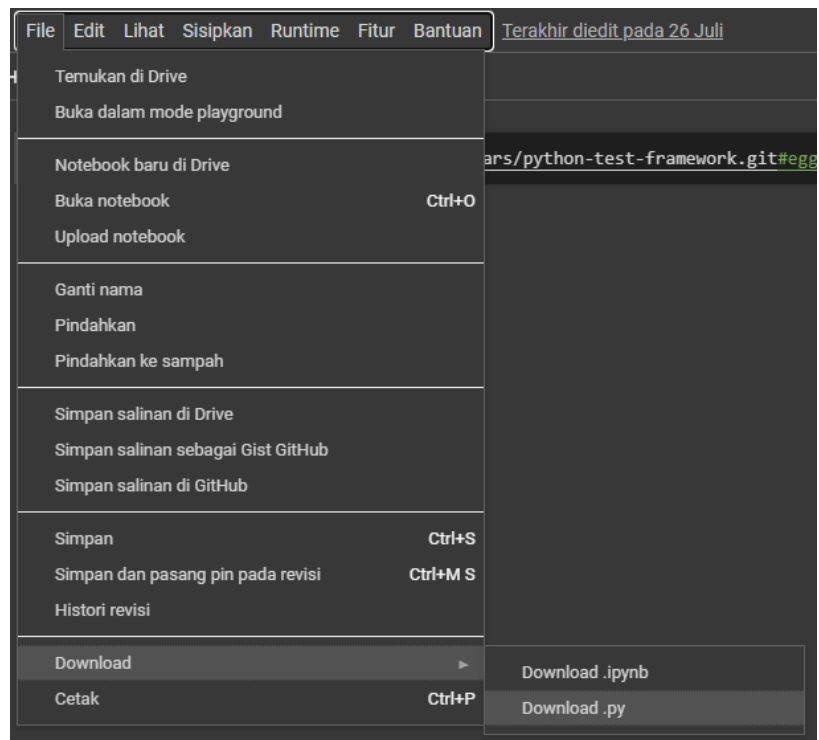 File Edit Lihat Sisipkan Runtime Fitur Bantuan Terakhir diedit pada 26 Juli
Temukan di Drive
Buka dalam mode playground
ars/python-test-framework.git#egg
Notebook baru di Drive
Buka notebook Ctrl+O
Upload notebook
Ganti nama
Pindahkan
Pindahkan ke sampah
Simpan salinan di Drive
Simpan salinan sebagai Gist GitHub
Simpan salinan di GitHub
Simpan Ctrl+S
Simpan dan pasang pin pada revisi Ctrl+M S
Histori revisi
Download ►
Download .ipynb
Cetak Ctrl+P
Download .py